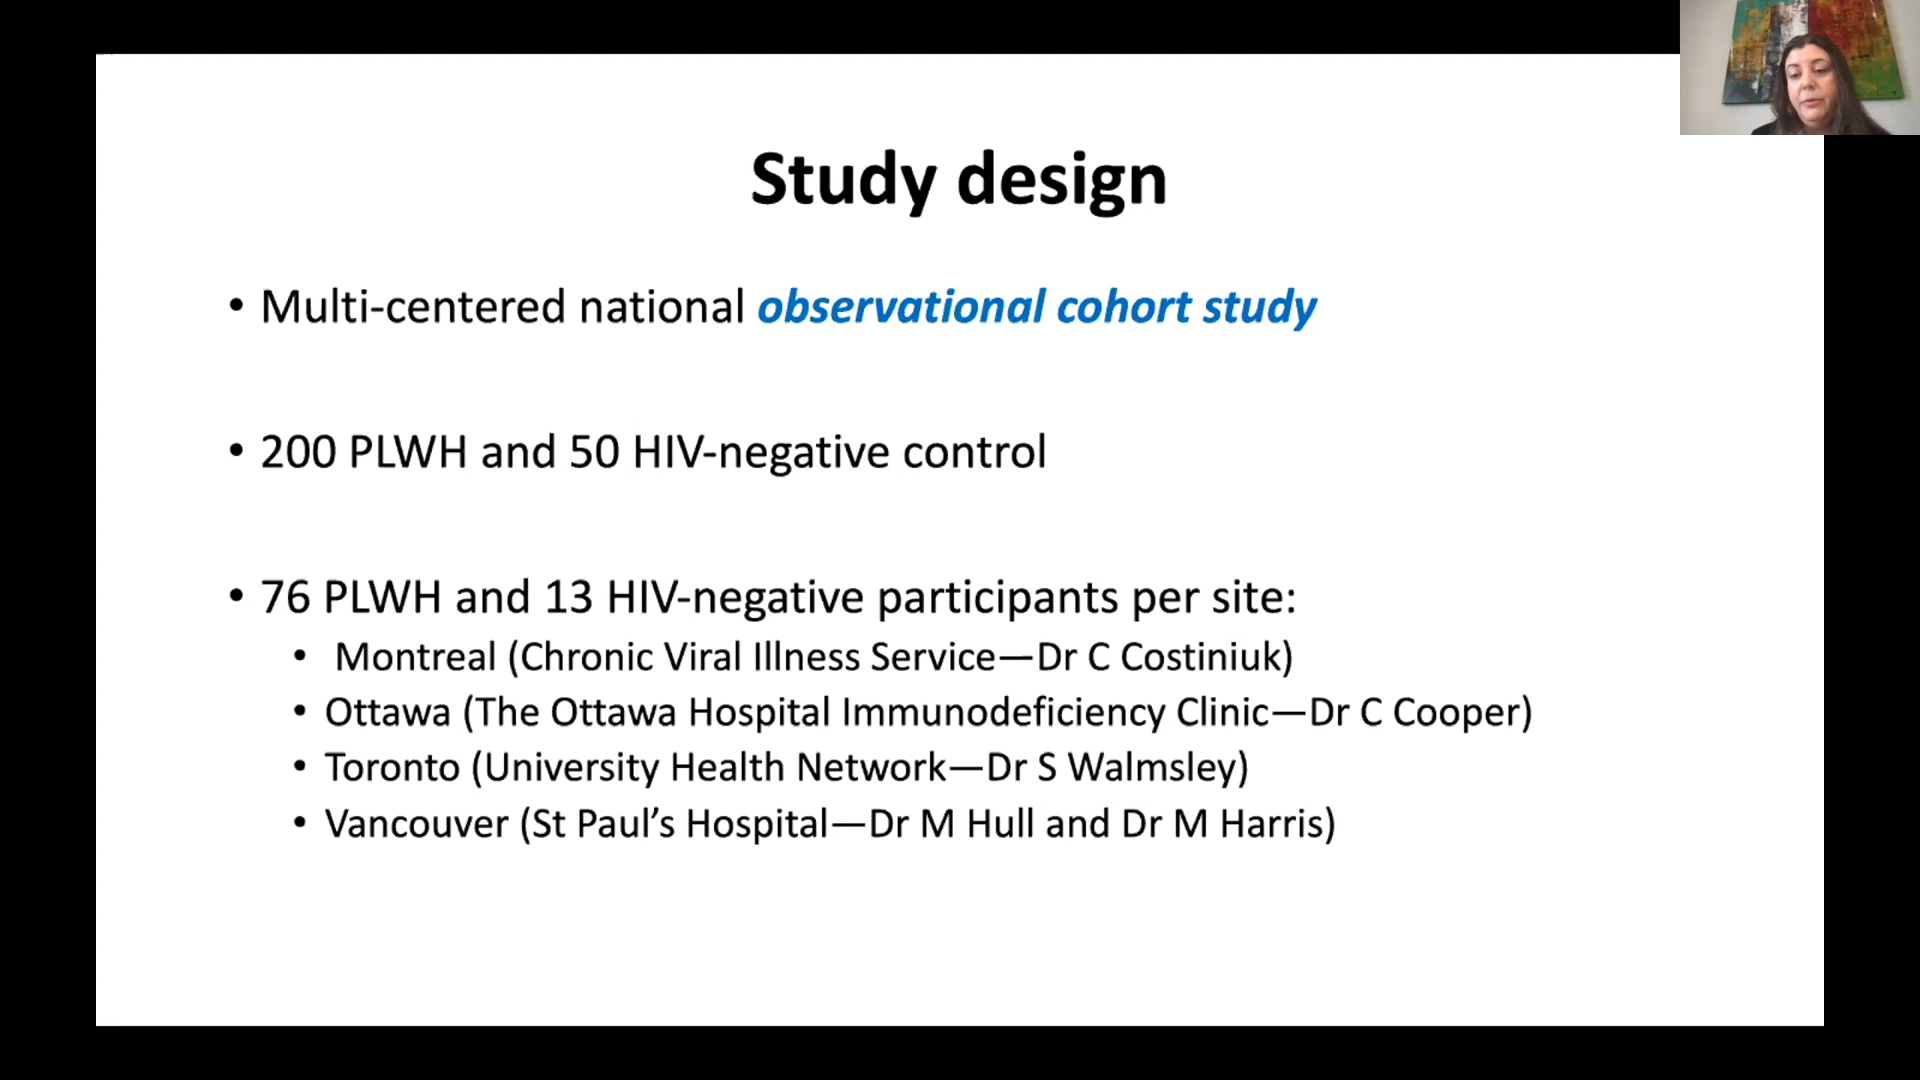 Study design
• Multi-centered national observational cohort study
• 200 PLWH and 50 HIV-negative control
• 76 PLWH and 13 HIV-negative participants per site:
• Montreal (Chronic Viral Illness Service—Dr C Costiniuk)
• Ottawa (The Ottawa Hospital Immunodeficiency Clinic—Dr C Cooper)
• Toronto (University Health Network—Dr S Walmsley)
• Vancouver (St Paul’s Hospital—Dr M Hull and Dr M Harris)